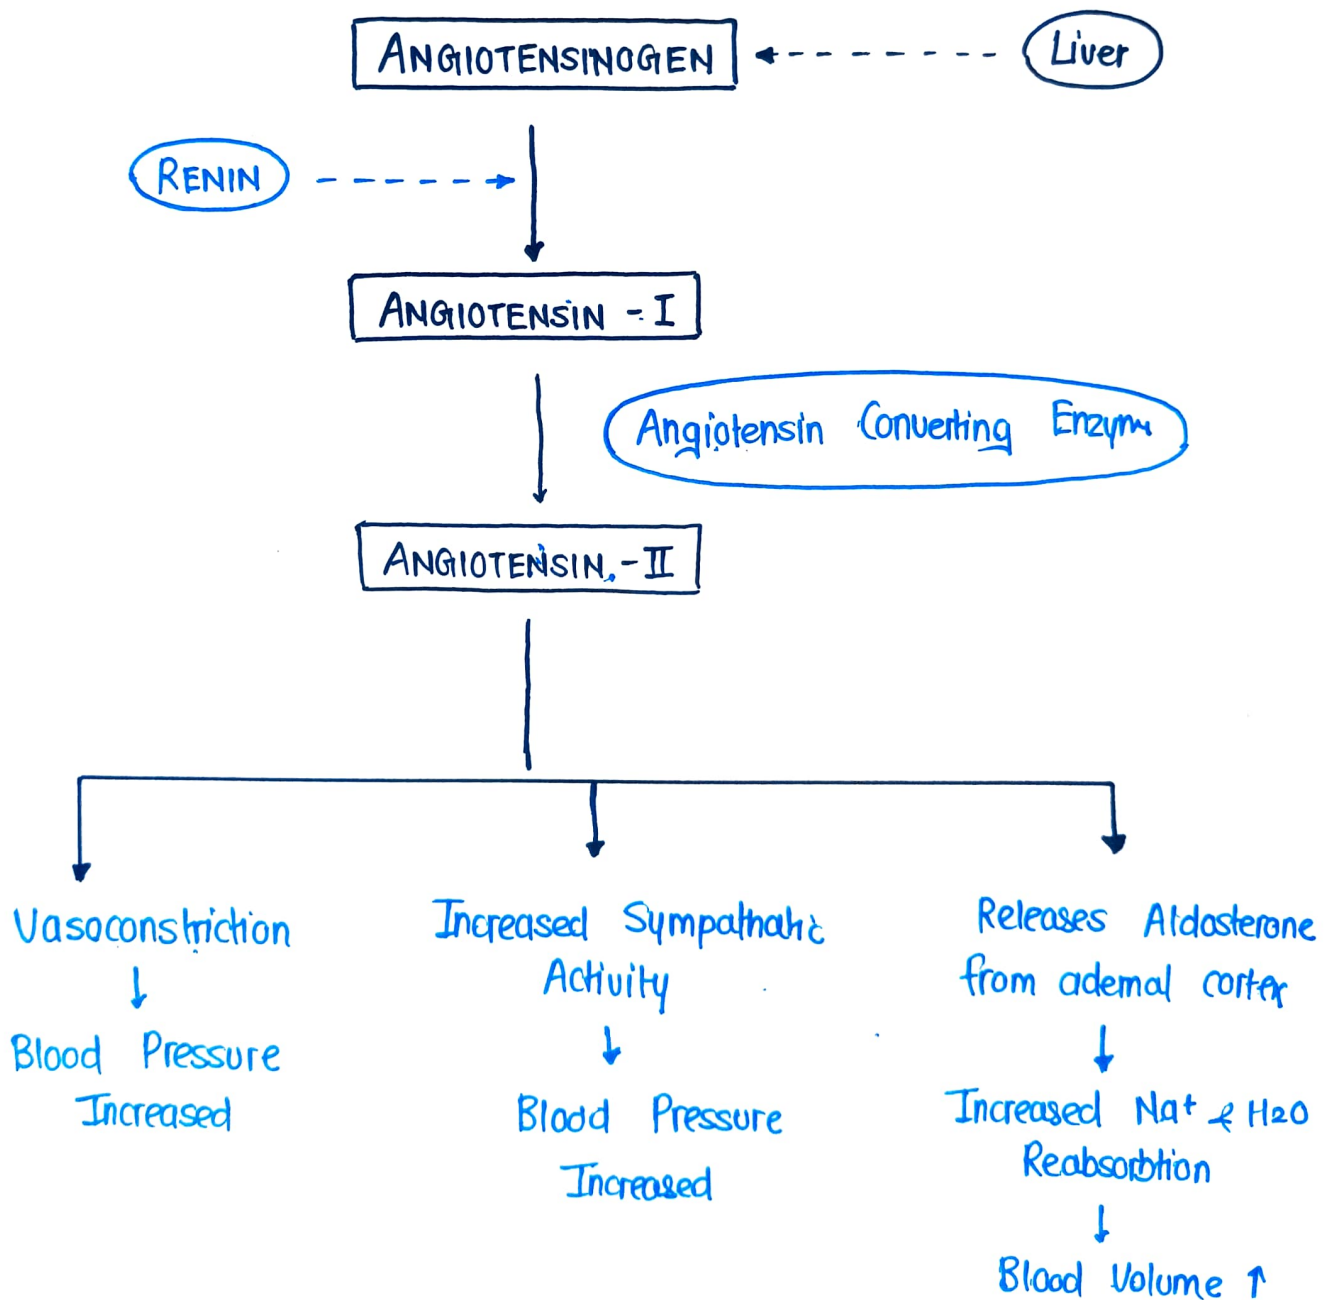 ANGIOTENSINOGEN
Liver
RENIN
ANGIOTENSIN - I
Angiotensin Converting Enzyme
ANGIOTENSIN - II
Vasoconstriction
↓
Blood Pressure
Increased
Increased Sympathatic
Activity
↓
Blood Pressure
Increased
Releases Aldosterone
from adernal cortex
↓
Increased Na+ & H2O
Reabsorbtion
↓
Blood Volume ↑